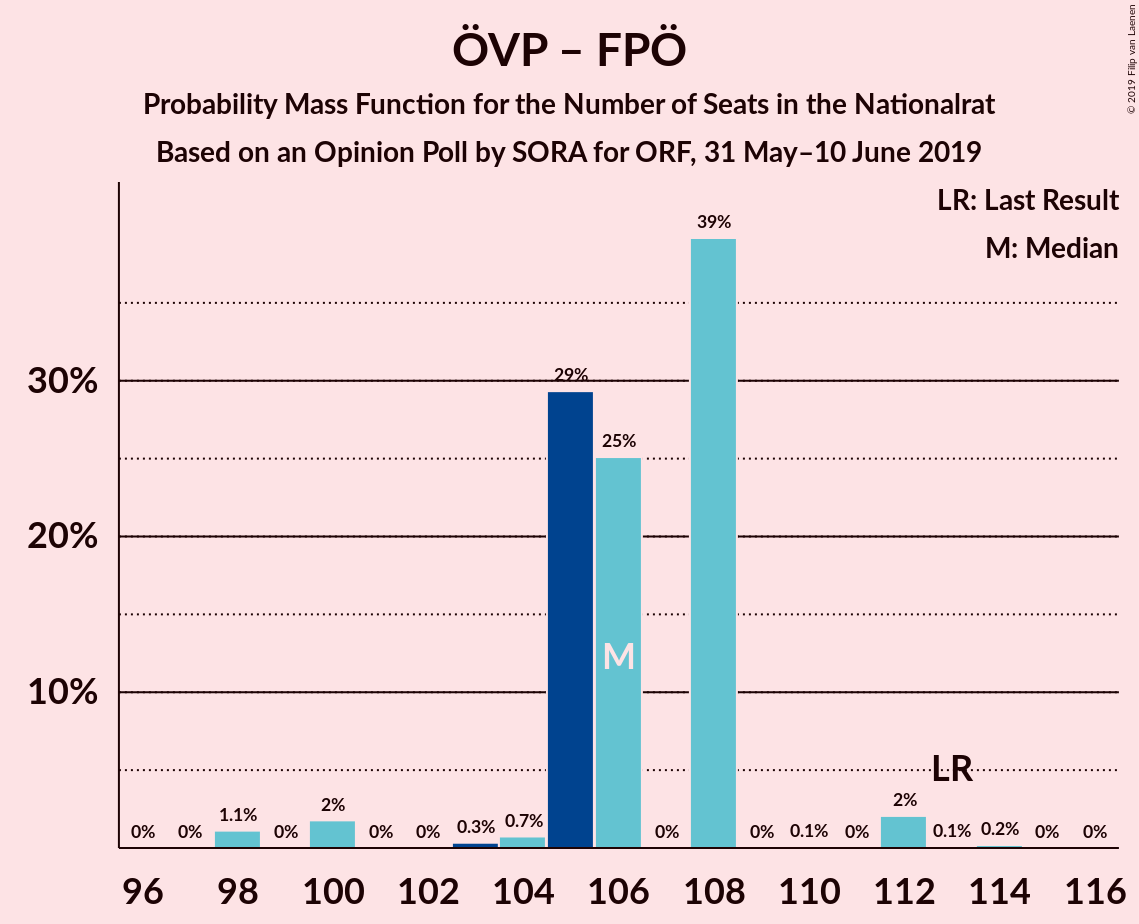 ÖVP – FPÖ
Probability Mass Function for the Number of Seats in the Nationalrat
Based on an Opinion Poll by SORA for ORF, 31 May–10 June 2019
© 2019 Filip van Laenen
LR: Last Result
M: Median
39%
30%
29%
25%
20%
M
10%
LR
0% 0% 1.1% 0% 2% 0% 0% 0.3% 0.7% 0% 0% 0.1% 0% 2% 0.1% 0.2% 0% 0%
96 98 100 102 104 106 108 110 112 114 116